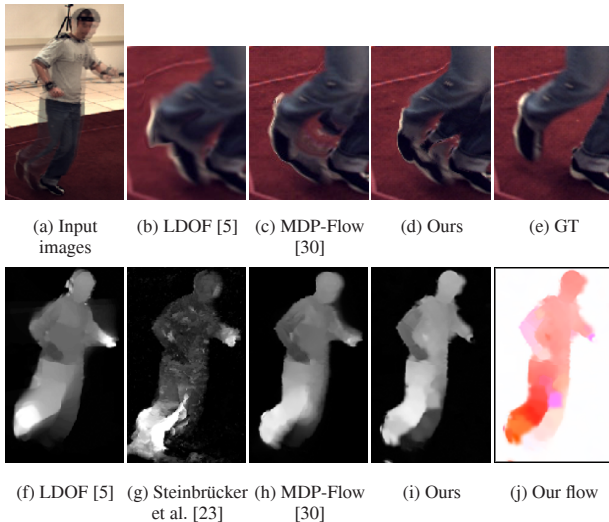 (a) Input images
(b) LDOF [5]
(c) MDP-Flow [30]
(d) Ours
(e) GT
(f) LDOF [5]
(g) Steinbrücker et al. [23]
(h) MDP-Flow [30]
(i) Ours
(j) Our flow